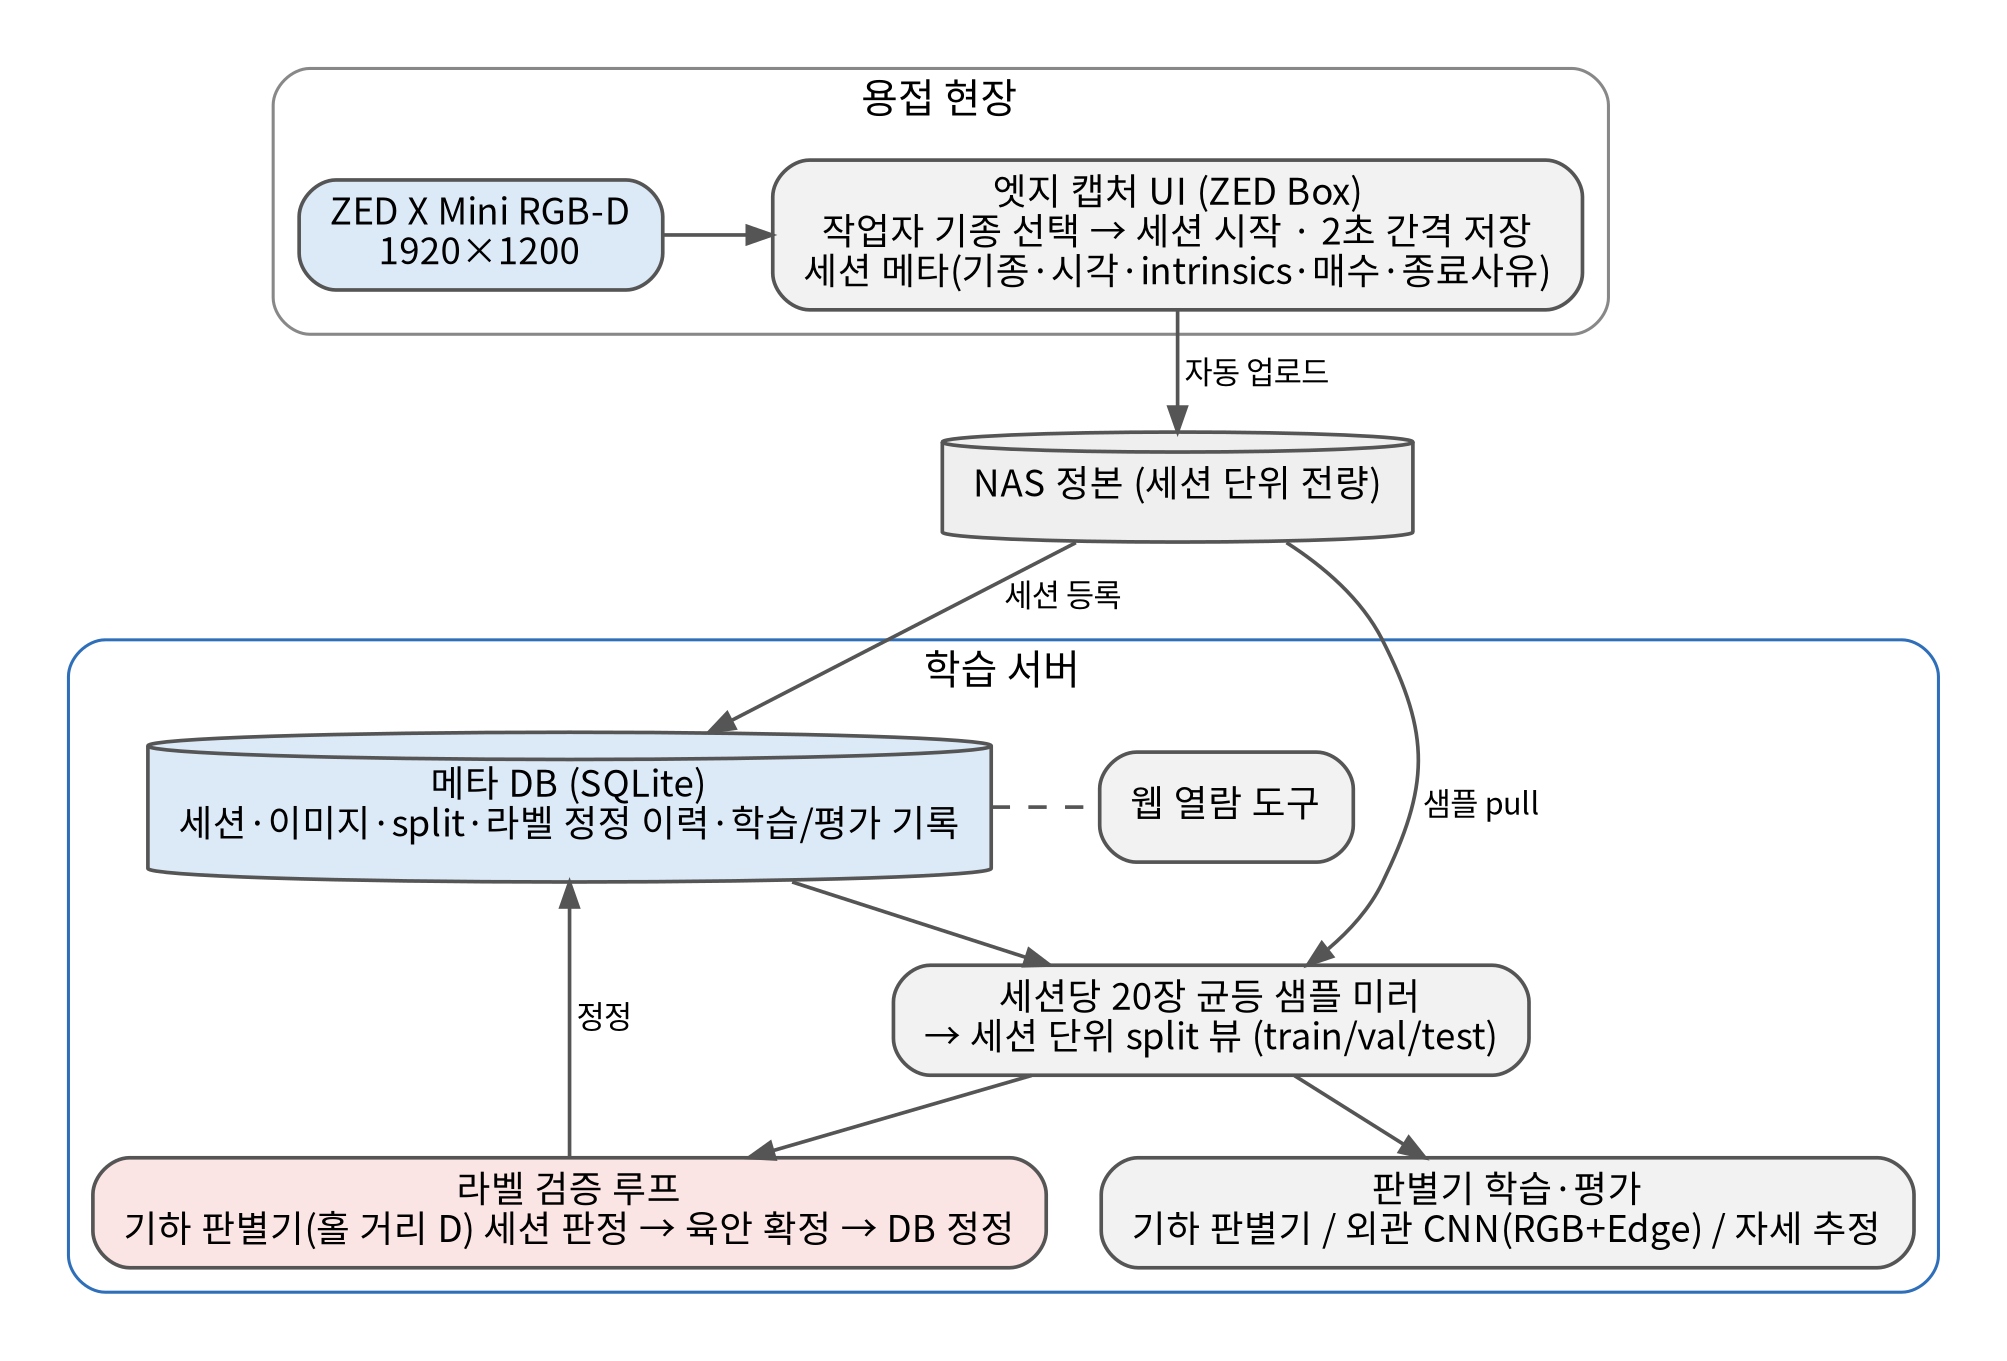 용접 현장
ZED X Mini RGB-D
1920×1200
엣지 캡처 UI (ZED Box)
작업자 기종 선택 → 세션 시작 · 2초 간격 저장
세션 메타(기종·시각·intrinsics·매수·종료사유)
자동 업로드
NAS 정본 (세션 단위 전량)
세션 등록
학습 서버
메타 DB (SQLite)
세션·이미지·split·라벨 정정 이력·학습/평가 기록
웹 열람 도구
샘플 pull
세션당 20장 균등 샘플 미러
→ 세션 단위 split 뷰 (train/val/test)
정정
라벨 검증 루프
기하 판별기(홀 거리 D) 세션 판정 → 육안 확정 → DB 정정
판별기 학습·평가
기하 판별기 / 외관 CNN(RGB+Edge) / 자세 추정